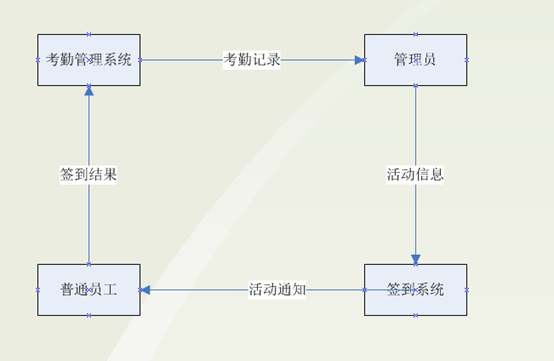 考勤管理系统
考勤记录
管理员
签到结果
活动信息
普通员工
活动通知
签到系统